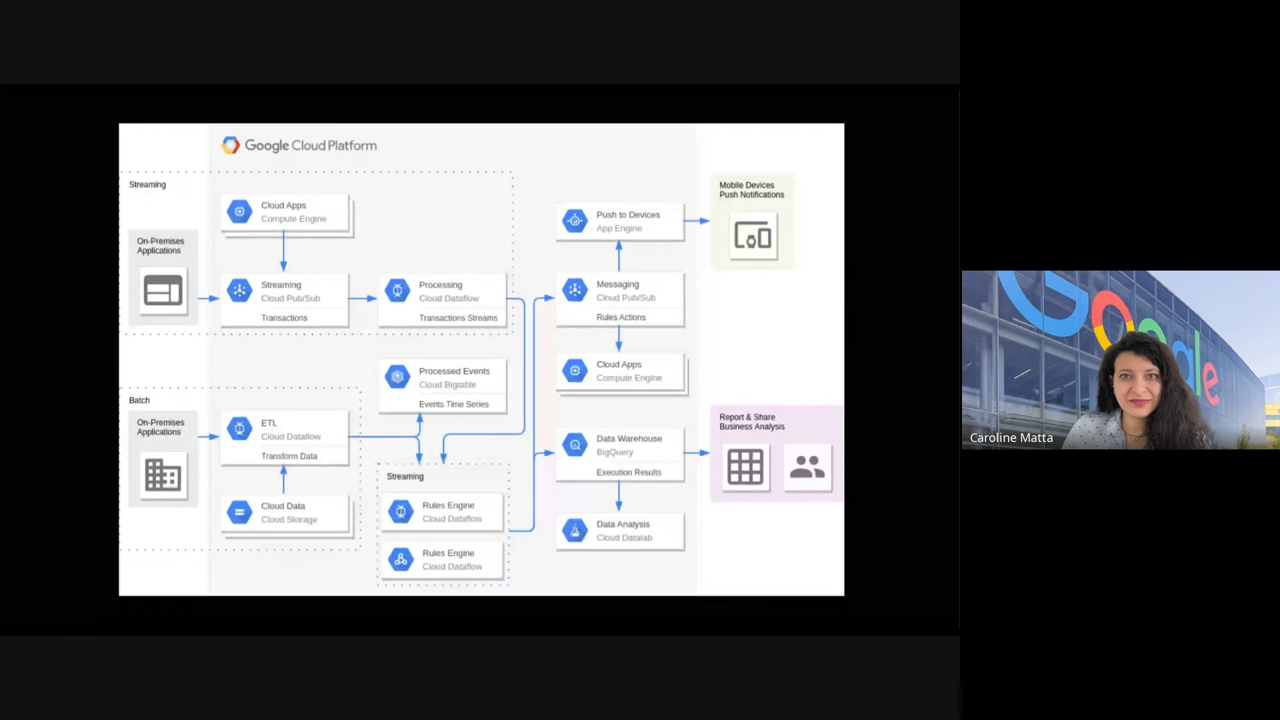 Google Cloud Platform
Streaming
Cloud Apps
Compute Engine
On-Premises
Applications
Streaming
Cloud Pub/Sub
Transactions
Processing
Cloud Dataflow
Transactions Streams
Processed Events
Cloud Bigtable
Events Time Series
Batch
On-Premises
Applications
ETL
Cloud Dataflow
Transform Data
Cloud Data
Cloud Storage
Streaming
Rules Engine
Cloud Dataflow
Rules Engine
Cloud Dataflow
Push to Devices
App Engine
Messaging
Cloud Pub/Sub
Rules Actions
Cloud Apps
Compute Engine
Data Warehouse
BigQuery
Execution Results
Data Analysis
Cloud Datalab
Mobile Devices
Push Notifications
Report & Share
Business Analysis
Google
Caroline Matta